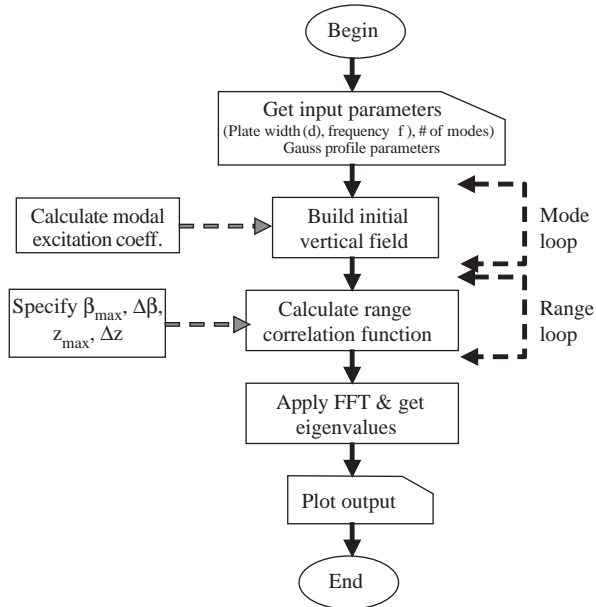 Begin
Get input parameters
(Plate width (d), frequency f ), # of modes)
Gauss profile parameters
Calculate modal
excitation coeff.
Build initial
vertical field
Mode
loop
Specify βmax, Δβ,
zmax, Δz
Calculate range
correlation function
Range
loop
Apply FFT & get
eigenvalues
Plot output
End